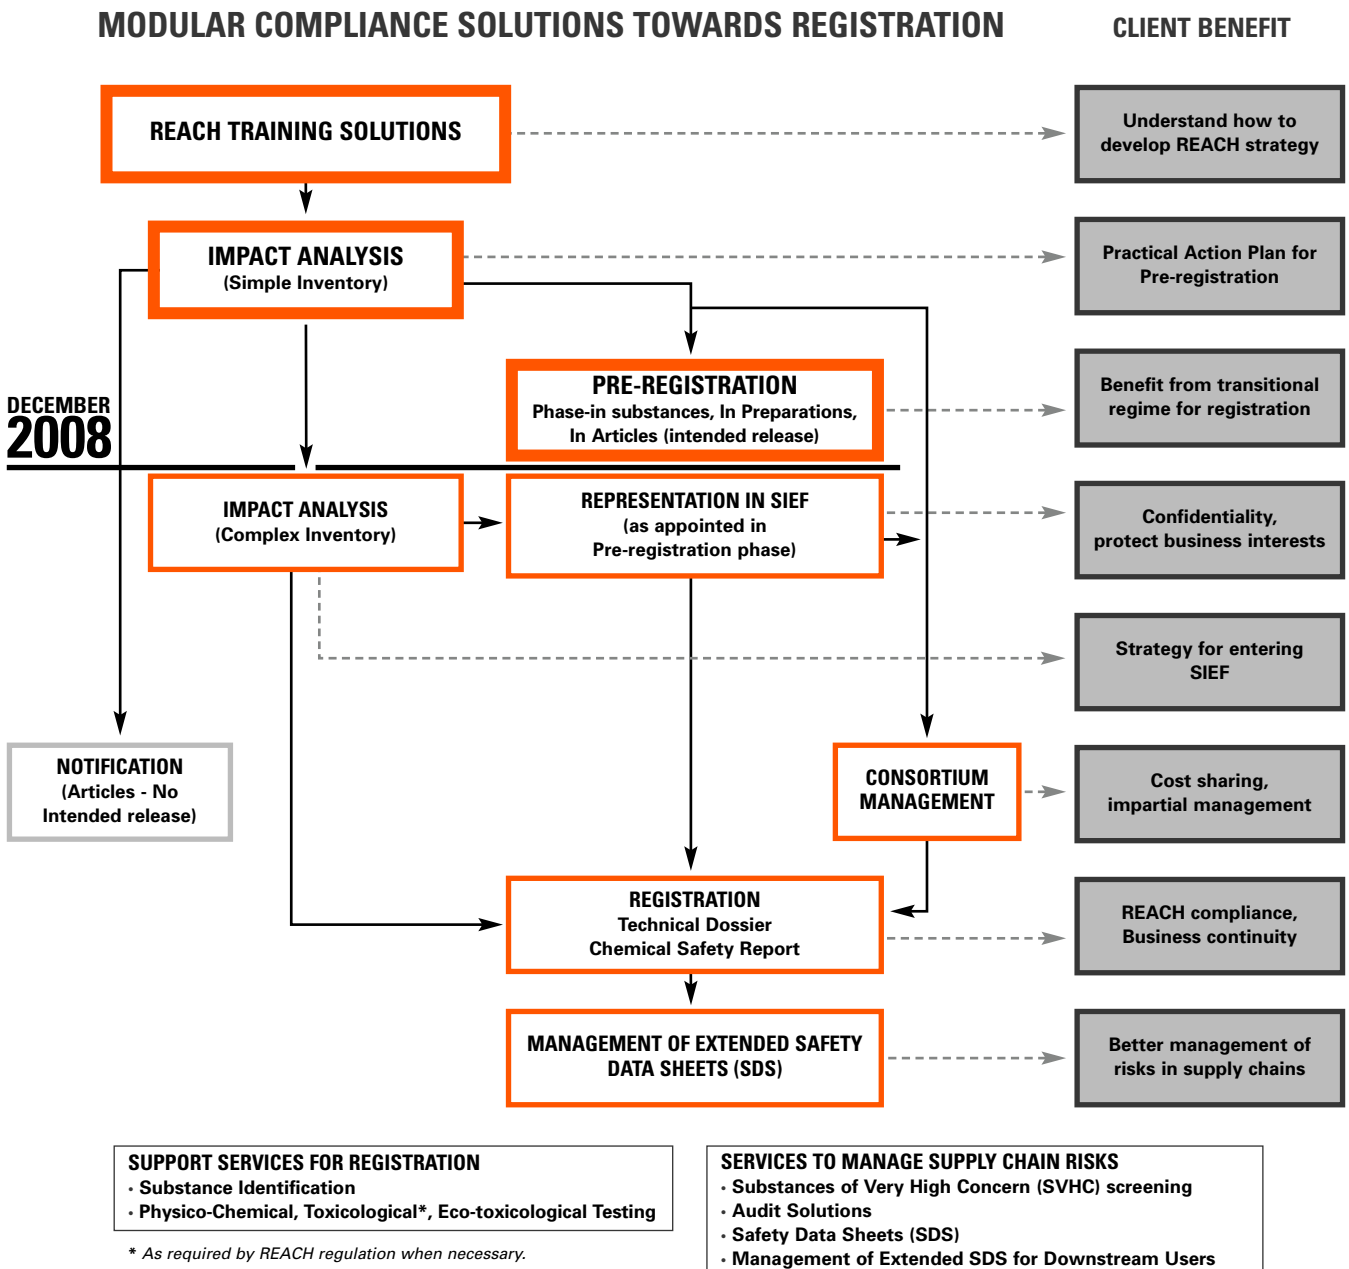 MODULAR COMPLIANCE SOLUTIONS TOWARDS REGISTRATION
CLIENT BENEFIT
REACH TRAINING SOLUTIONS
Understand how to
develop REACH strategy
IMPACT ANALYSIS
(Simple Inventory)
Practical Action Plan for
Pre-registration
PRE-REGISTRATION
Phase-in substances, In Preparations,
In Articles (intended release)
Benefit from transitional
regime for registration
DECEMBER
2008
IMPACT ANALYSIS
(Complex Inventory)
REPRESENTATION IN SIEF
(as appointed in
Pre-registration phase)
Confidentiality,
protect business interests
Strategy for entering
SIEF
NOTIFICATION
(Articles - No
Intended release)
CONSORTIUM
MANAGEMENT
Cost sharing,
impartial management
REGISTRATION
Technical Dossier
Chemical Safety Report
REACH compliance,
Business continuity
MANAGEMENT OF EXTENDED SAFETY
DATA SHEETS (SDS)
Better management of
risks in supply chains
SUPPORT SERVICES FOR REGISTRATION
• Substance Identification
• Physico-Chemical, Toxicological*, Eco-toxicological Testing
* As required by REACH regulation when necessary.
SERVICES TO MANAGE SUPPLY CHAIN RISKS
• Substances of Very High Concern (SVHC) screening
• Audit Solutions
• Safety Data Sheets (SDS)
• Management of Extended SDS for Downstream Users